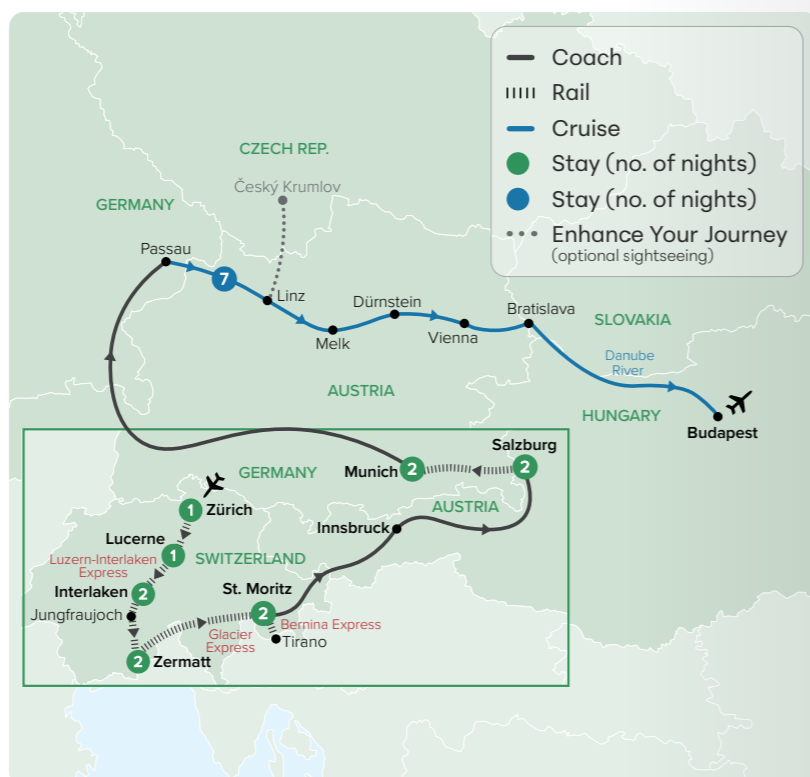 Coach
Rail
Cruise
Stay (no. of nights)
Stay (no. of nights)
Enhance Your Journey
(optional sightseeing)
CZECH REP.
Český Krumlov
GERMANY
Passau
7
Linz
Dürnstein
Bratislava
SLOVAKIA
Melk
Vienna
Danube
River
AUSTRIA
HUNGARY
Budapest
Salzburg
GERMANY
Munich
2
2
1
Zürich
AUSTRIA
Innsbruck
Lucerne
1
SWITZERLAND
Luzern-Interlaken
Express
Interlaken
2
St. Moritz
2
Jungfraujoch
Bernina Express
Glacier
Express
Tirano
2
Zermatt